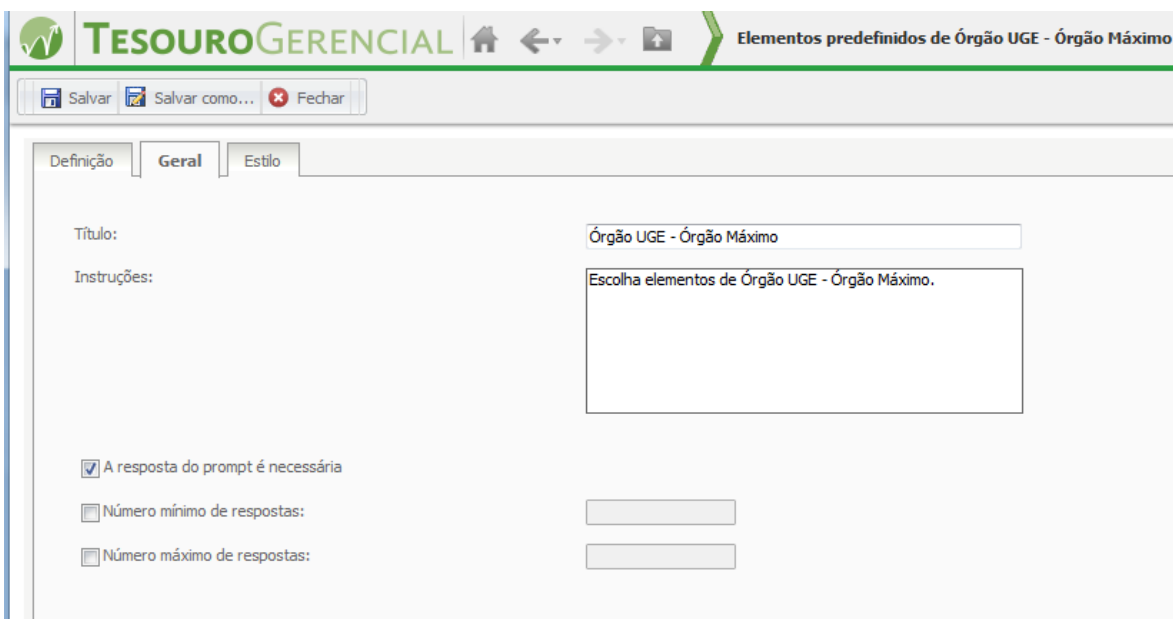 TESOUROGERENCIAL
Elementos predefinidos de Órgão UGE - Órgão Máximo
Salvar Salvar como... Fechar
Definição Geral Estilo
Título: Órgão UGE - Órgão Máximo
Instruções: Escolha elementos de Órgão UGE - Órgão Máximo.
A resposta do prompt é necessária
Número mínimo de respostas:
Número máximo de respostas: